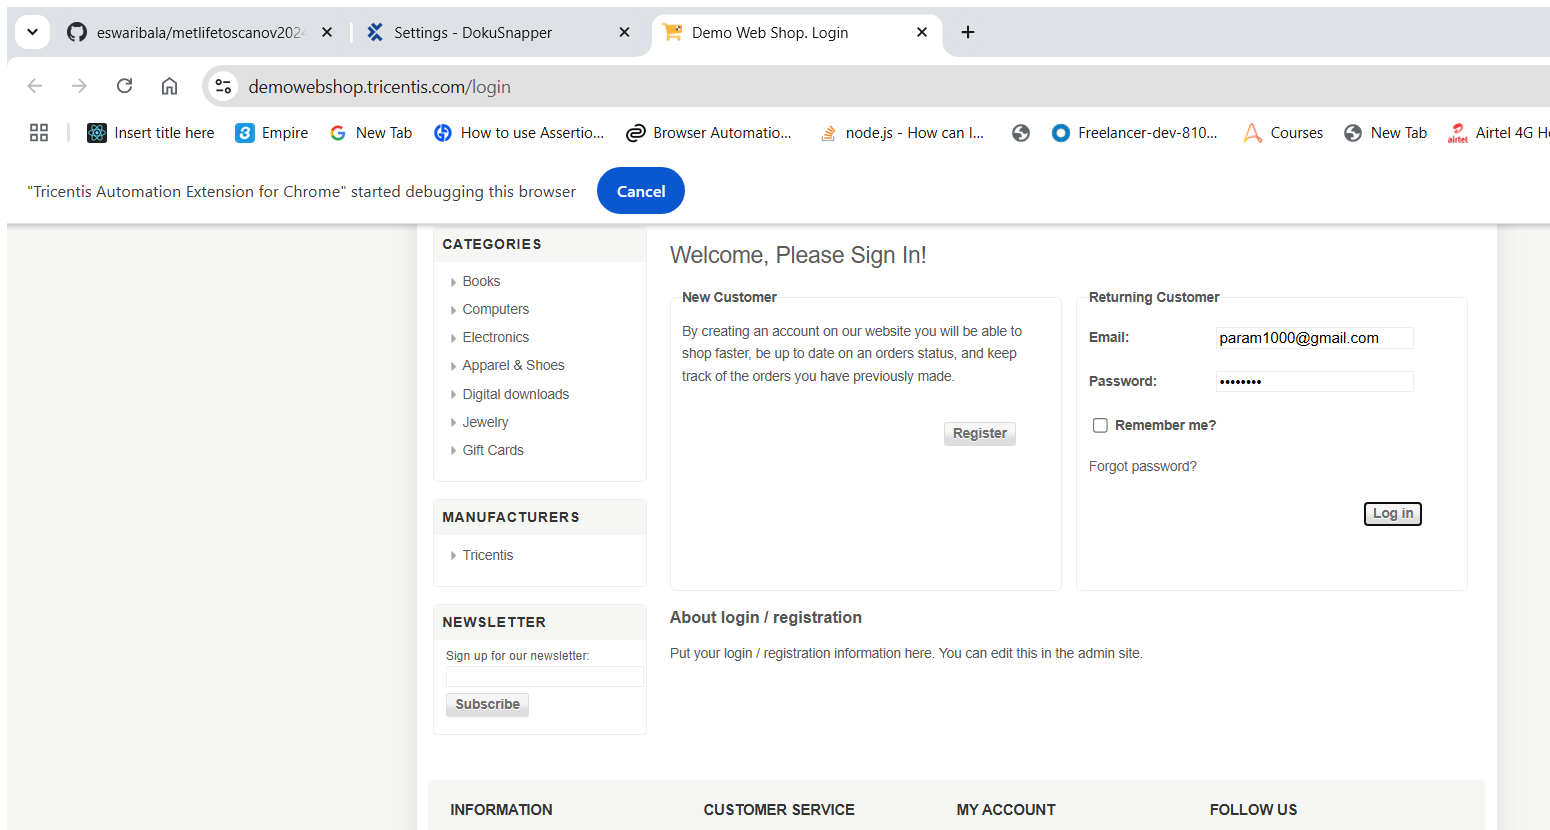 eswaribala/metlifetoscanov202
Settings - DokuSnapper
Demo Web Shop. Login
demowebshop.tricentis.com/login
Insert title here
Empire
New Tab
How to use Assertio...
Browser Automatio...
node.js - How can I...
Freelancer-dev-810...
Courses
New Tab
airtel
Airtel 4G H
"Tricentis Automation Extension for Chrome" started debugging this browser
Cancel
CATEGORIES
Books
Computers
Electronics
Apparel & Shoes
Digital downloads
Jewelry
Gift Cards
MANUFACTURERS
Tricentis
NEWSLETTER
Sign up for our newsletter:
Subscribe
Welcome, Please Sign In!
New Customer
By creating an account on our website you will be able to
shop faster, be up to date on an orders status, and keep
track of the orders you have previously made.
Register
Returning Customer
Email:
param1000@gmail.com
Password:
••••••••
Remember me?
Forgot password?
Log in
About login / registration
Put your login / registration information here. You can edit this in the admin site.
INFORMATION
CUSTOMER SERVICE
MY ACCOUNT
FOLLOW US